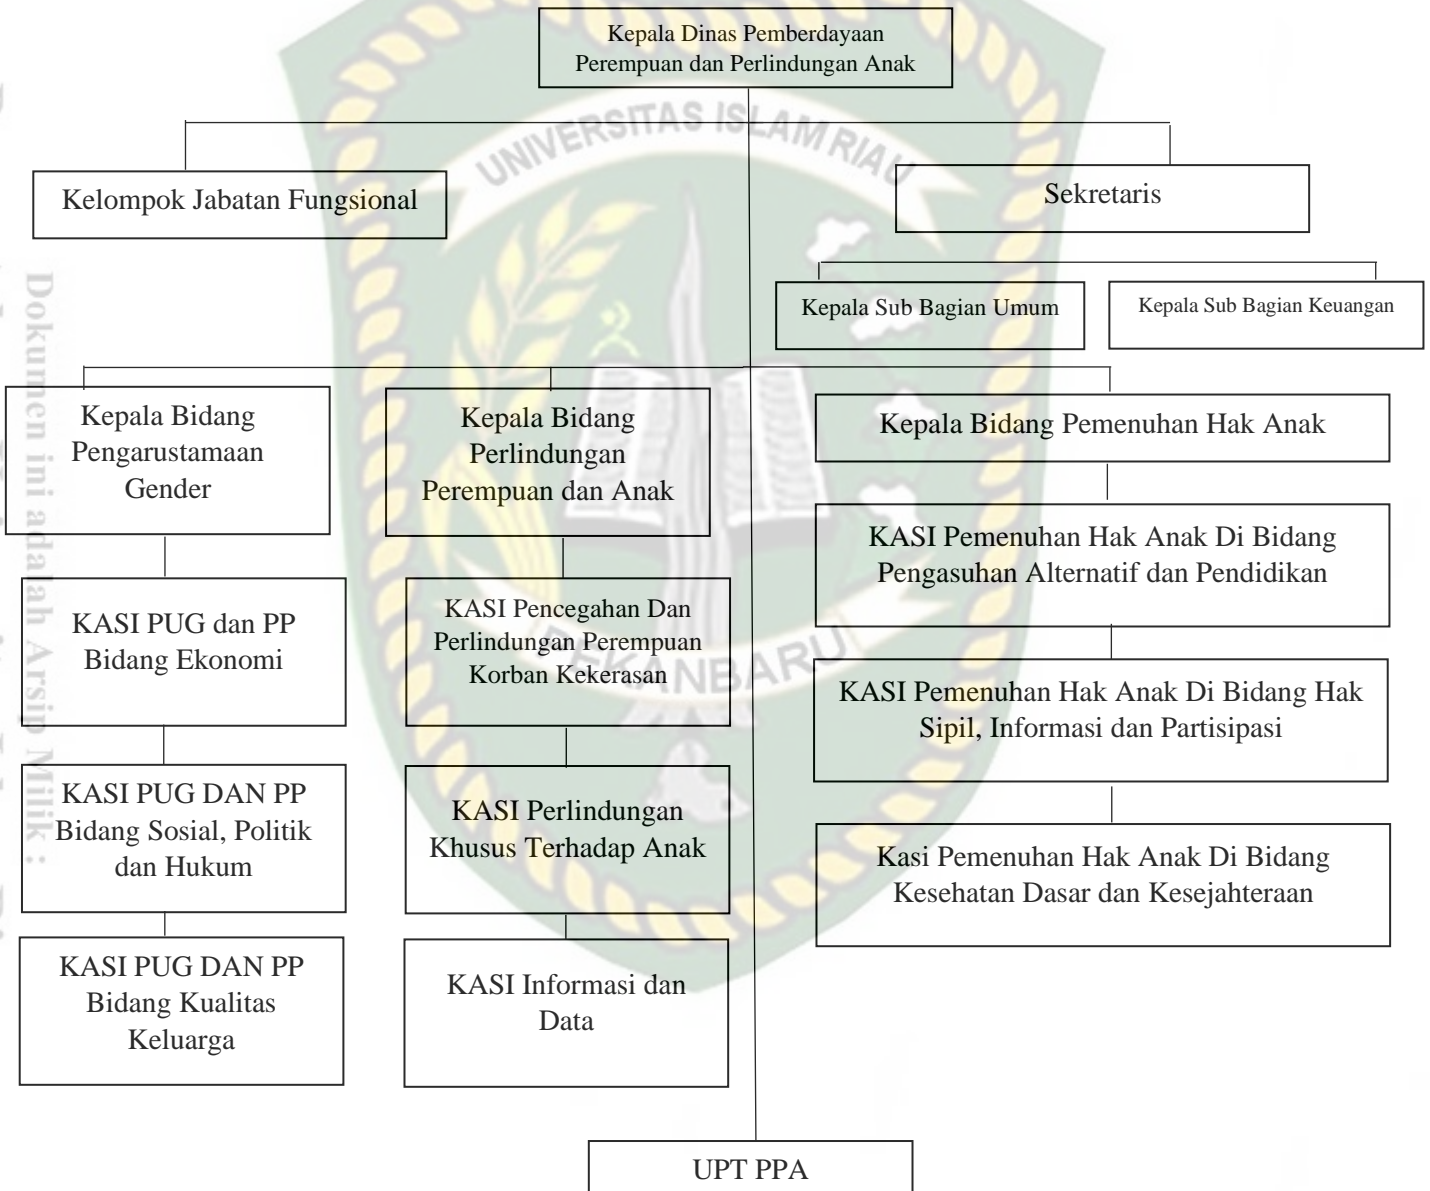 Kepala Dinas Pemberdayaan
Perempuan dan Perlindungan Anak
UNIVERSITAS ISLAM RIAU
Kelompok Jabatan Fungsional
Sekretaris
Kepala Sub Bagian Umum
Kepala Sub Bagian Keuangan
Kepala Bidang
Pengarustamaan
Gender
Kepala Bidang
Perlindungan
Perempuan dan Anak
Kepala Bidang Pemenuhan Hak Anak
KASI PUG dan PP
Bidang Ekonomi
KASI Pencegahan Dan
Perlindungan Perempuan
Korban Kekerasan
KASI Pemenuhan Hak Anak Di Bidang
Pengasuhan Alternatif dan Pendidikan
PEKANBARU
KASI PUG DAN PP
Bidang Sosial, Politik
dan Hukum
KASI Perlindungan
Khusus Terhadap Anak
KASI Pemenuhan Hak Anak Di Bidang Hak
Sipil, Informasi dan Partisipasi
KASI PUG DAN PP
Bidang Kualitas
Keluarga
KASI Informasi dan
Data
Kasi Pemenuhan Hak Anak Di Bidang
Kesehatan Dasar dan Kesejahteraan
UPT PPA
Dokumen ini adalah Arsip Milik :